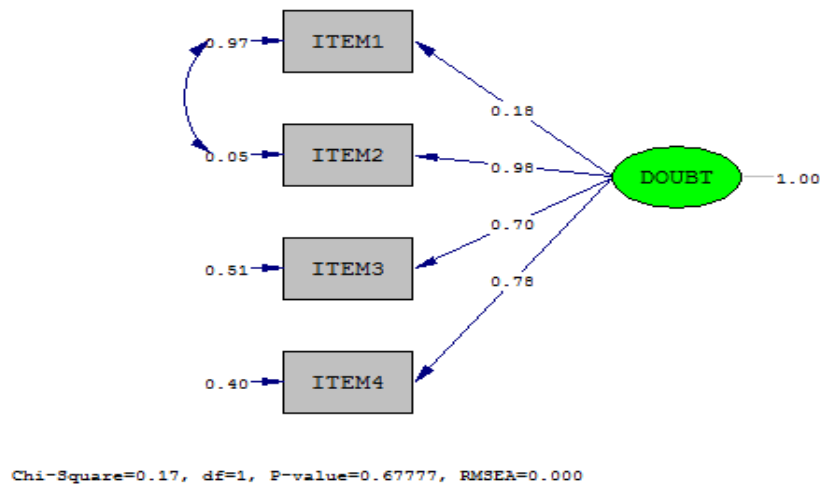 0.97
ITEM1
0.18
0.05
ITEM2
0.98
DOUBT
1.00
0.70
0.51
ITEM3
0.78
0.40
ITEM4
Chi-Square=0.17, df=1, P-value=0.67777, RMSEA=0.000